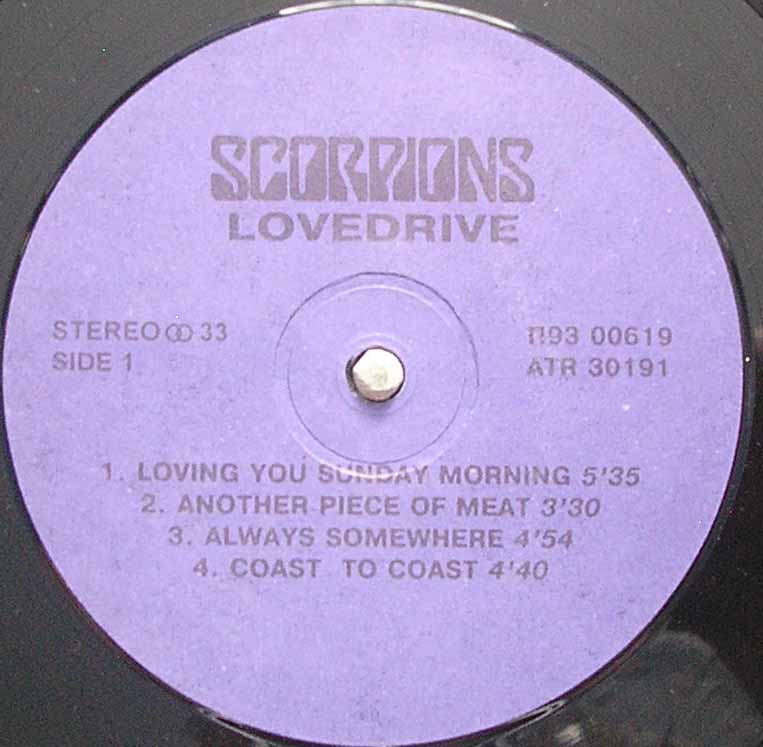 SCORPIONS
LOVEDRIVE
STEREO 33
SIDE 1
П93 00619
ATR 30191
1. LOVING YOU SUNDAY MORNING 5'35
2. ANOTHER PIECE OF MEAT 3'30
3. ALWAYS SOMEWHERE 4'54
4. COAST TO COAST 4'40